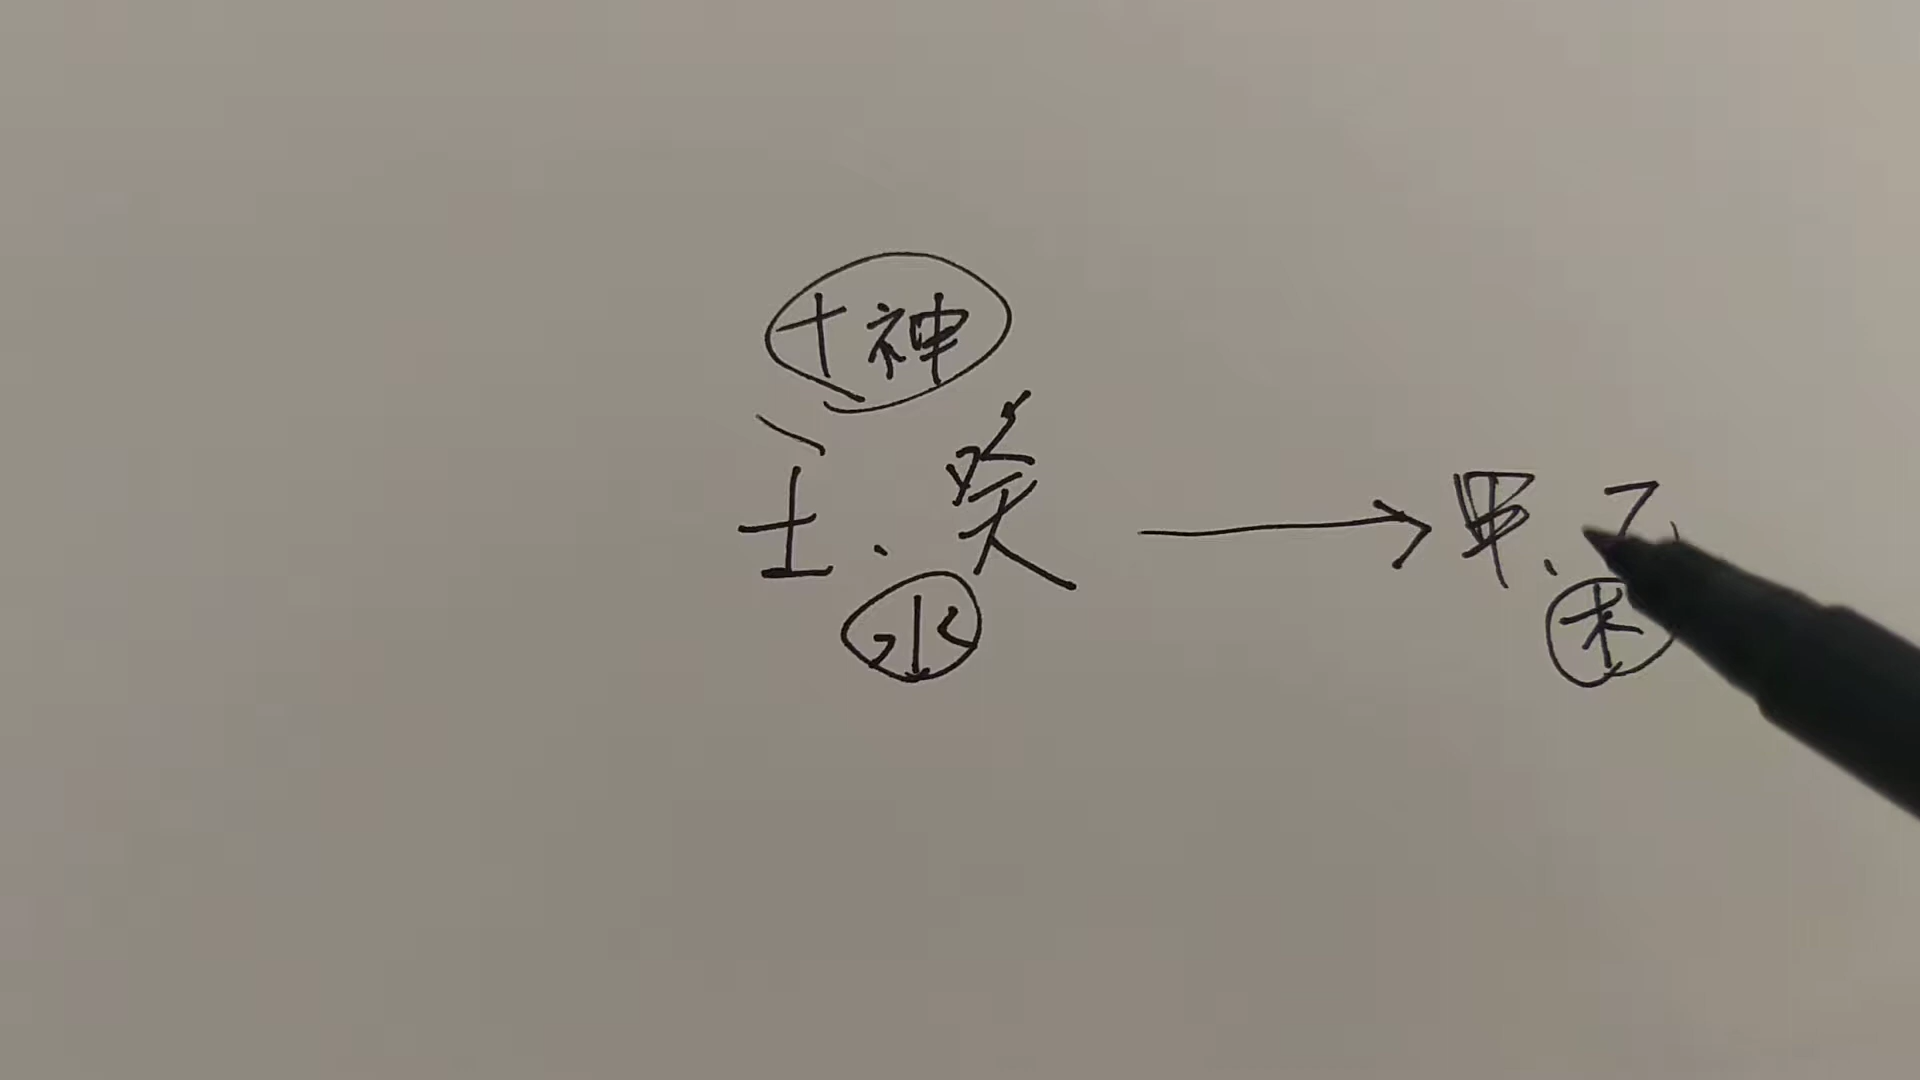 十神
壬、癸 → 甲、乙
水 木